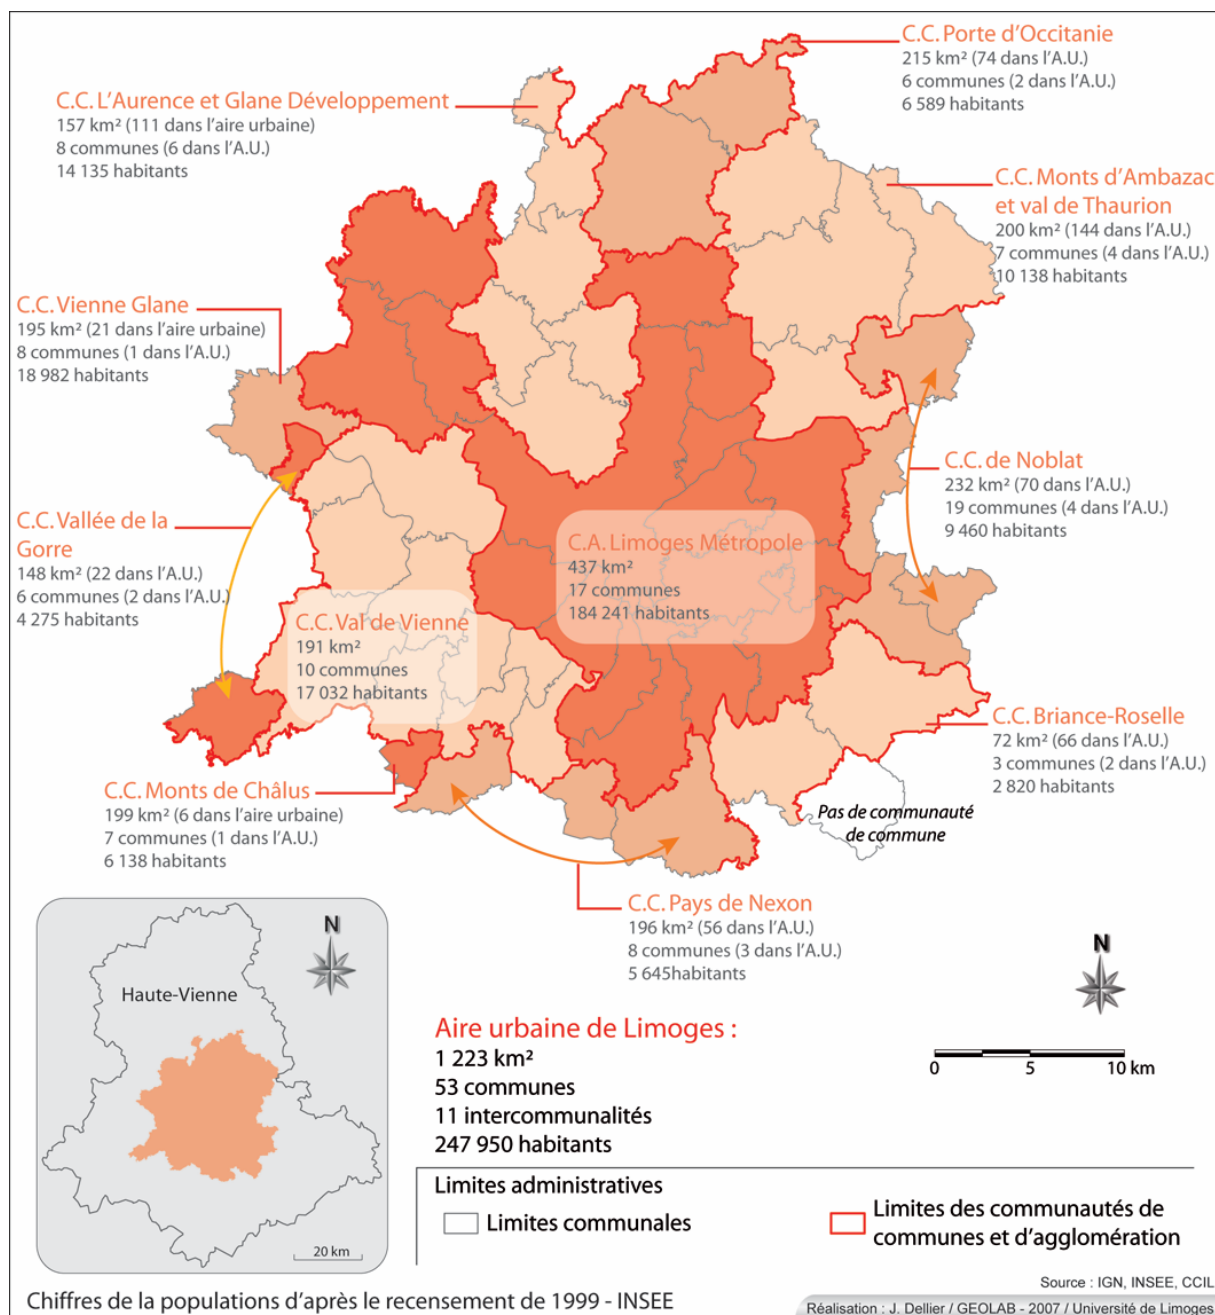 C.C. Porte d'Occitanie
215 km² (74 dans l'A.U.)
6 communes (2 dans l'A.U.)
6 589 habitants
C.C. L'Aurence et Glane Développement
157 km² (111 dans l'aire urbaine)
8 communes (6 dans l'A.U.)
14 135 habitants
C.C. Monts d'Ambazac
et val de Thaurion
200 km² (144 dans l'A.U.)
7 communes (4 dans l'A.U.)
10 138 habitants
C.C. Vienne Glane
195 km² (21 dans l'aire urbaine)
8 communes (1 dans l'A.U.)
18 982 habitants
C.C. de Noblat
232 km² (70 dans l'A.U.)
19 communes (4 dans l'A.U.)
9 460 habitants
C.C. Vallée de la
Gorre
148 km² (22 dans l'A.U.)
6 communes (2 dans l'A.U.)
4 275 habitants
C.A. Limoges Métropole
437 km²
17 communes
184 241 habitants
C.C. Val de Vienne
191 km²
10 communes
17 032 habitants
C.C. Briance-Roselle
72 km² (66 dans l'A.U.)
3 communes (2 dans l'A.U.)
2 820 habitants
C.C. Monts de Châlus
199 km² (6 dans l'aire urbaine)
7 communes (1 dans l'A.U.)
6 138 habitants
Pas de communauté
de commune
C.C. Pays de Nexon
196 km² (56 dans l'A.U.)
8 communes (3 dans l'A.U.)
5 645habitants
N
Haute-Vienne
20 km
N
0 5 10 km
Aire urbaine de Limoges :
1 223 km²
53 communes
11 intercommunalités
247 950 habitants
Limites administratives
Limites communales
Limites des communautés de
communes et d'agglomération
Source : IGN, INSEE, CCIL
Chiffres de la populations d'après le recensement de 1999 - INSEE
Réalisation : J. Dellier / GEOLAB - 2007 / Université de Limoges